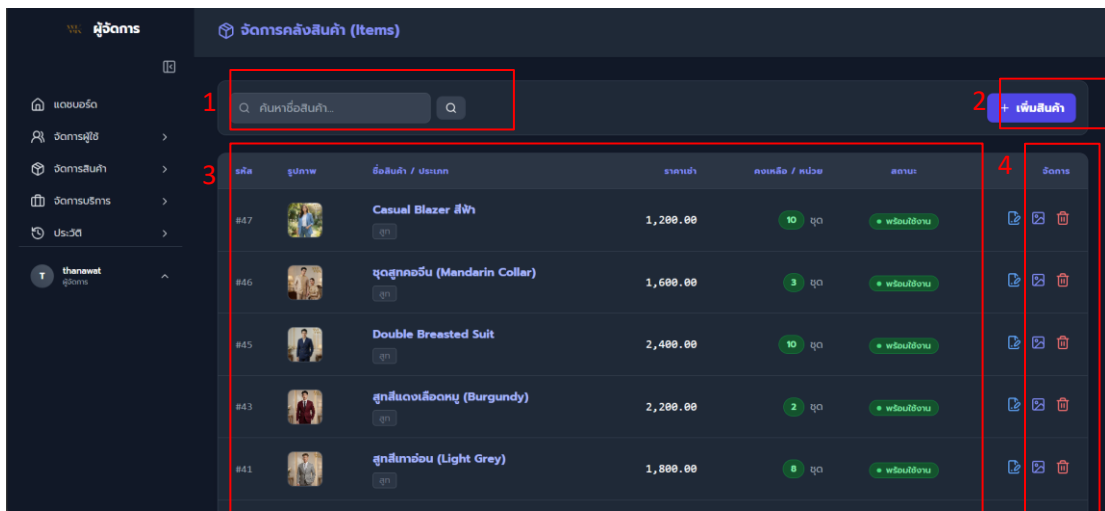 ผู้จัดการ
จัดการคลังสินค้า (Items)
แดชบอร์ด
จัดการผู้ใช้
จัดการสินค้า
จัดการบริการ
ประวัติ
T thanawat
ผู้จัดการ
1 ค้นหาชื่อสินค้า...
2 + เพิ่มสินค้า
3 รหัส รูปภาพ ชื่อสินค้า / ประเภท ราคาเช่า คงเหลือ / หน่วย สถานะ 4 จัดการ
#47 Casual Blazer สีฟ้า 1,200.00 10 ชุด พร้อมใช้งาน
สูท
#46 ชุดสูทคอจีน (Mandarin Collar) 1,600.00 3 ชุด พร้อมใช้งาน
สูท
#45 Double Breasted Suit 2,400.00 10 ชุด พร้อมใช้งาน
สูท
#43 สูทสีแดงเลือดหมู (Burgundy) 2,200.00 2 ชุด พร้อมใช้งาน
สูท
#41 สูทสีเทาอ่อน (Light Grey) 1,800.00 8 ชุด พร้อมใช้งาน
สูท